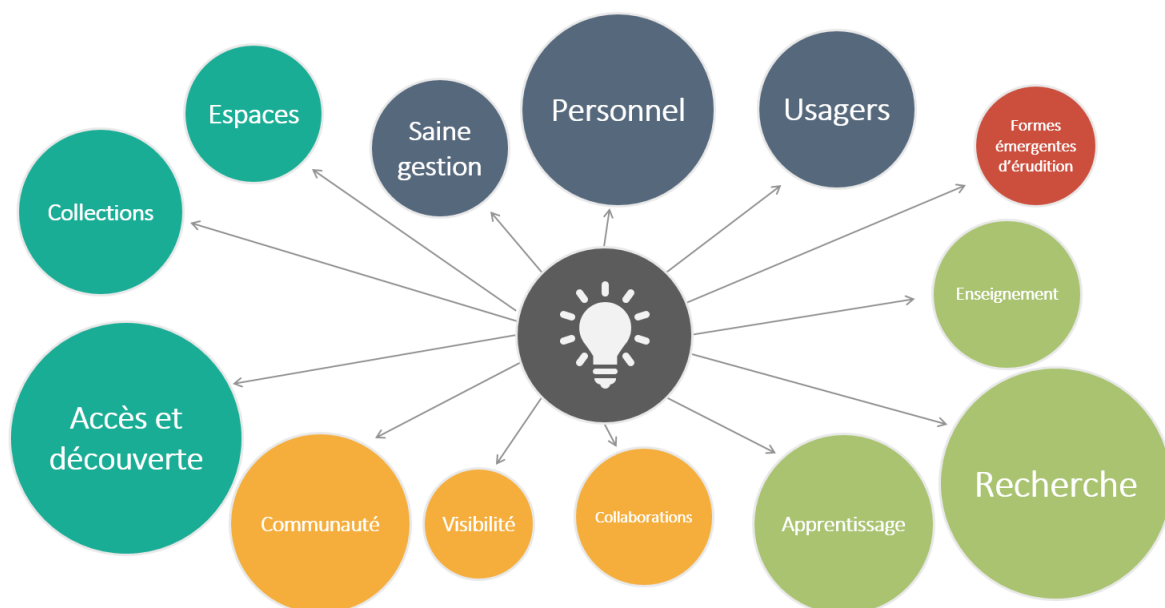 Espaces
Saine
gestion
Personnel
Usagers
Formes
émergentes
d'érudition
Collections
Enseignement
Accès et
découverte
Communauté
Visibilité
Collaborations
Apprentissage
Recherche